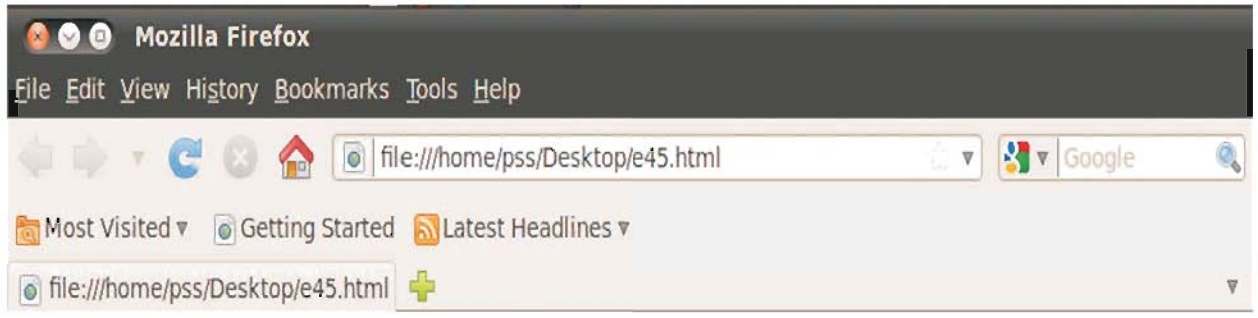 Mozilla Firefox
File Edit View History Bookmarks Tools Help
file:///home/pss/Desktop/e45.html Google
Most Visited Getting Started Latest Headlines
file:///home/pss/Desktop/e45.html